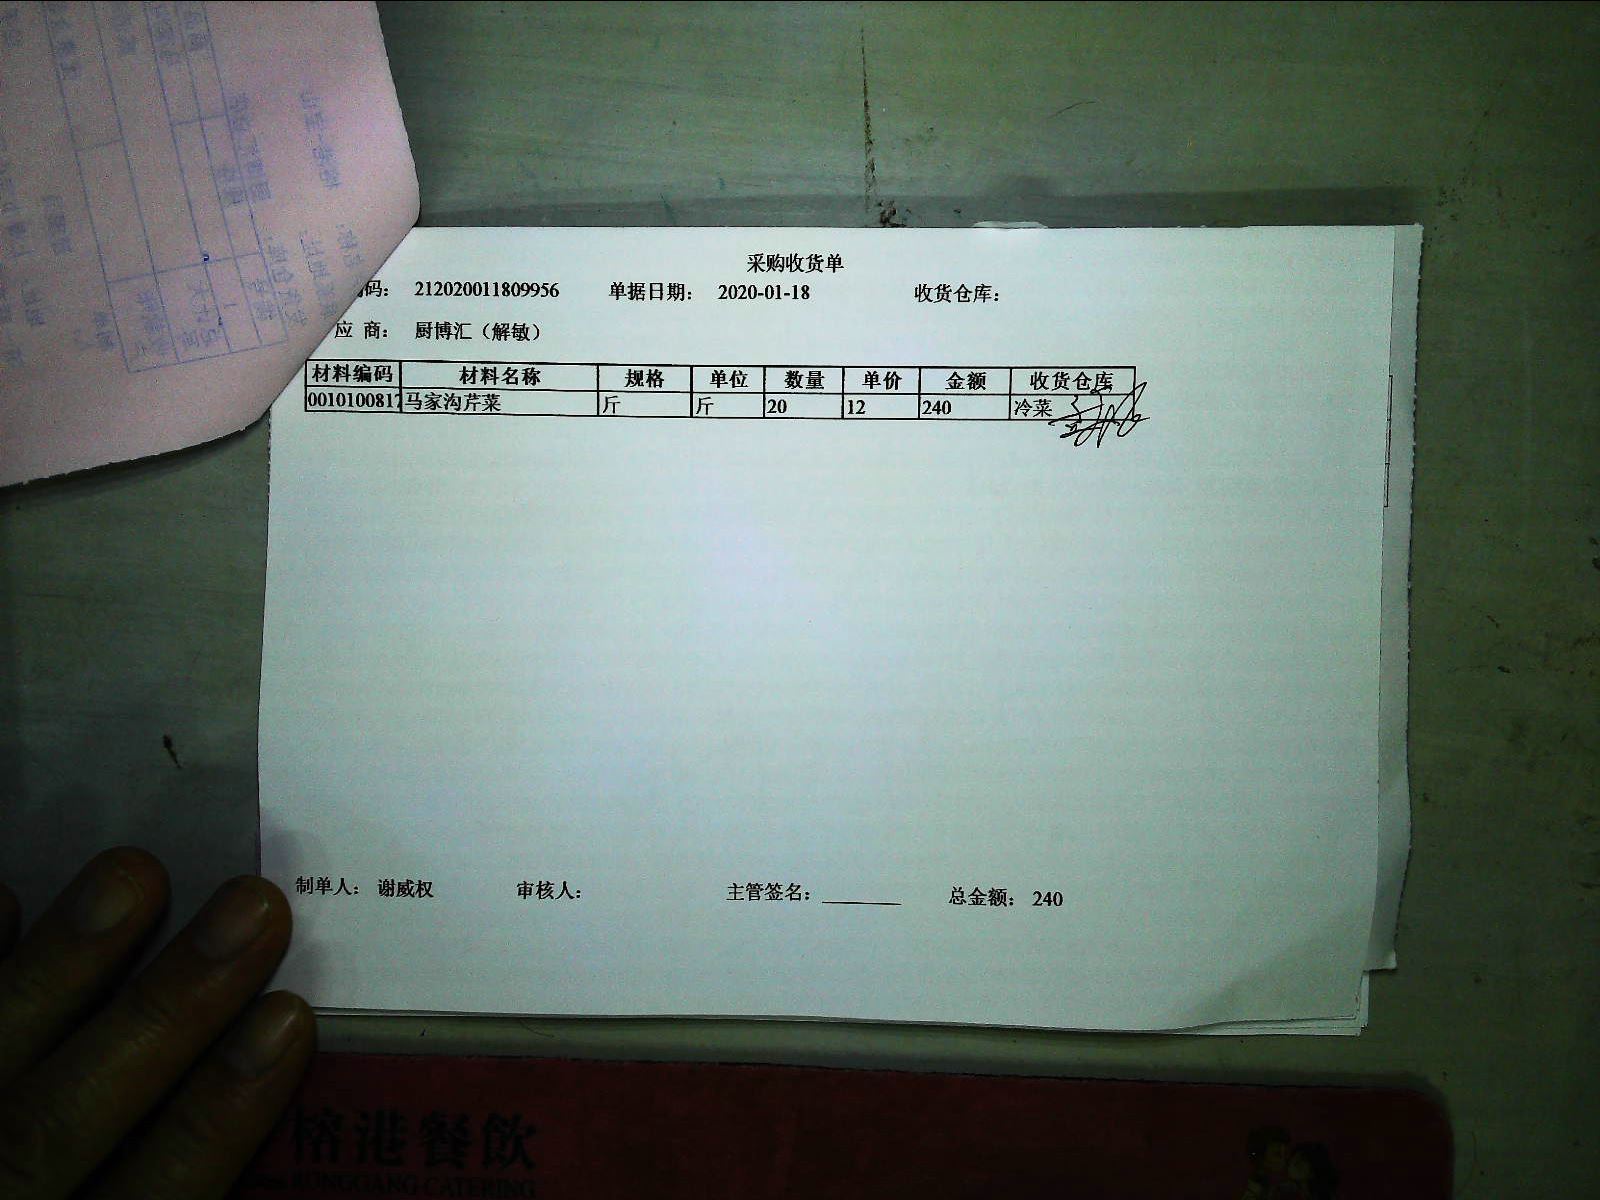 采购收货单
码： 212020011809956 单据日期： 2020-01-18 收货仓库：
应 商： 厨博汇（解敏）
材料编码 材料名称 规格 单位 数量 单价 金额 收货仓库
0010100817 马家沟芹菜 斤 斤 20 12 240 冷菜
制单人： 谢威权 审核人： 主管签名： 总金额： 240
榕港餐飲
RONGGANG CATERING